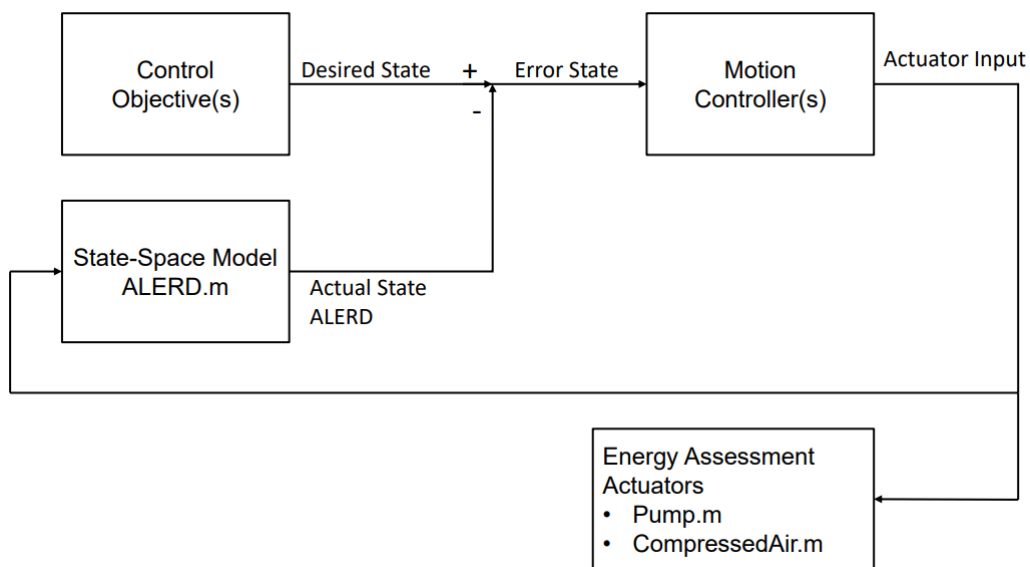 Control
Objective(s)
Desired State
+
-
Error State
Motion
Controller(s)
Actuator Input
State-Space Model
ALERD.m
Actual State
ALERD
Energy Assessment
Actuators
• Pump.m
• CompressedAir.m